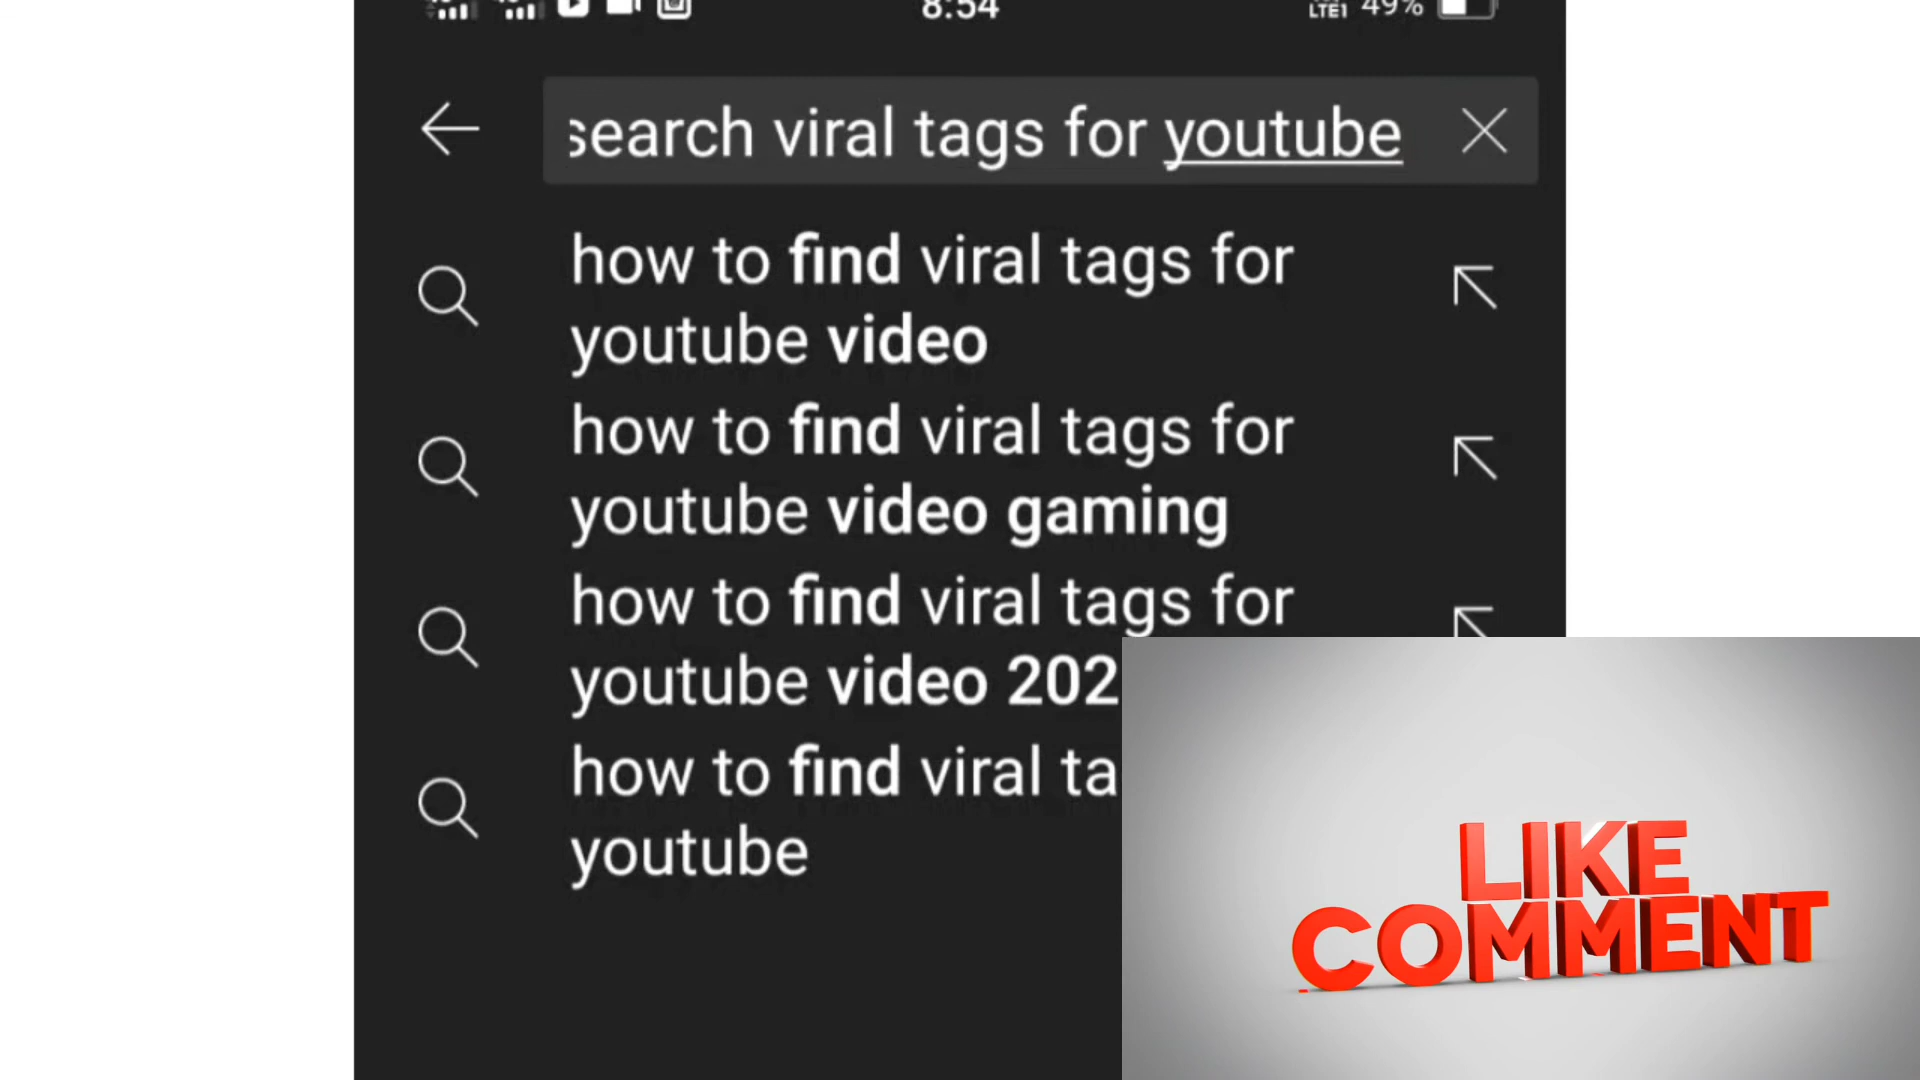 8:54 LTE1 49%
search viral tags for youtube
how to find viral tags for
youtube video
how to find viral tags for
youtube video gaming
how to find viral tags for
youtube video 202
how to find viral ta
youtube
LIKE
COMMENT